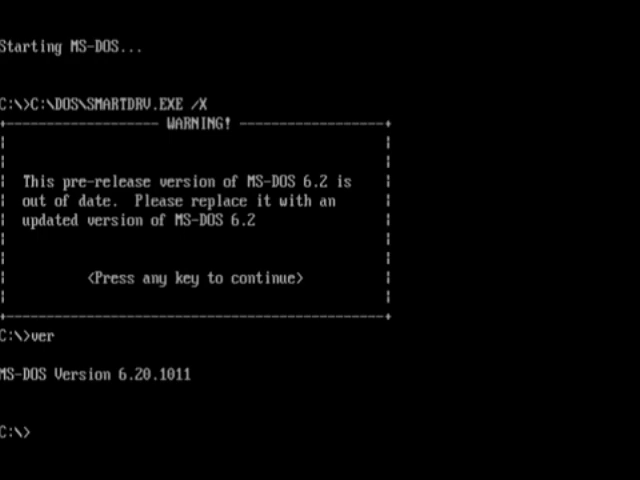 Starting MS-DOS...
C:\>C:\DOS\SMARTDRV.EXE /X
WARNING!
This pre-release version of MS-DOS 6.2 is
out of date.  Please replace it with an
updated version of MS-DOS 6.2
<Press any key to continue>
C:\>ver
MS-DOS Version 6.20.1011
C:\>